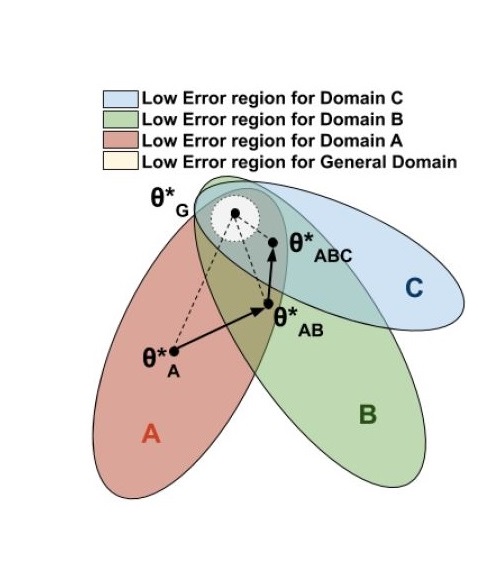 Low Error region for Domain C
Low Error region for Domain B
Low Error region for Domain A
Low Error region for General Domain
θ*G
θ*ABC
C
θ*AB
θ*A
B
A